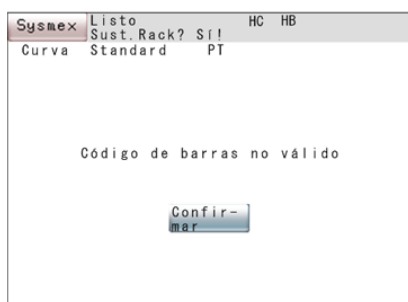 Sysmex Listo HC HB
Sust.Rack? Sí!
Curva Standard PT
Código de barras no válido
Confir-
mar